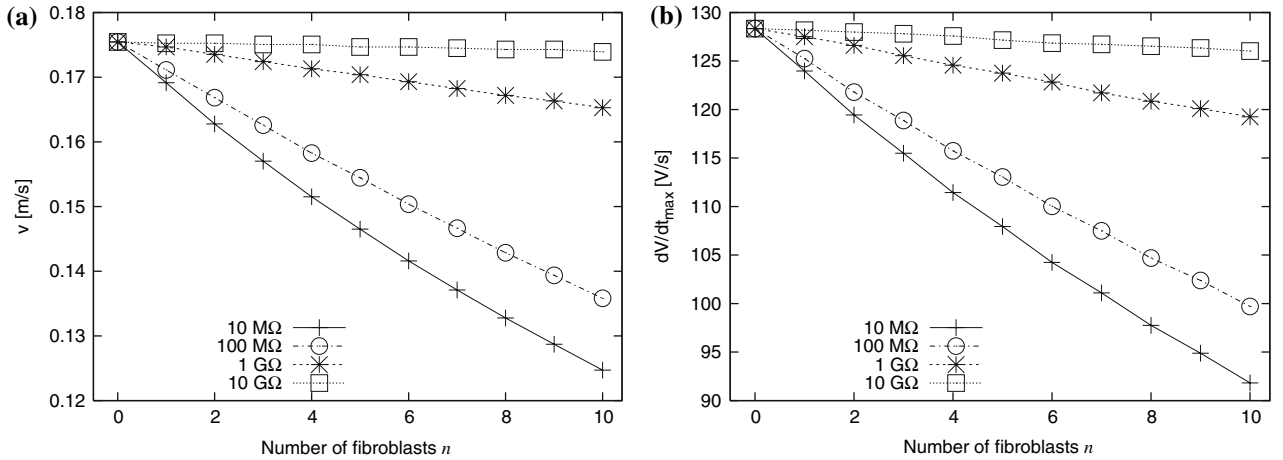 (a)
0.18
0.17
0.16
0.15
0.14
0.13
0.12
v [m/s]
10 MΩ
100 MΩ
1 GΩ
10 GΩ
0 2 4 6 8 10
Number of fibroblasts n
(b)
130
125
120
115
110
105
100
95
90
dV/dtmax [V/s]
10 MΩ
100 MΩ
1 GΩ
10 GΩ
0 2 4 6 8 10
Number of fibroblasts n